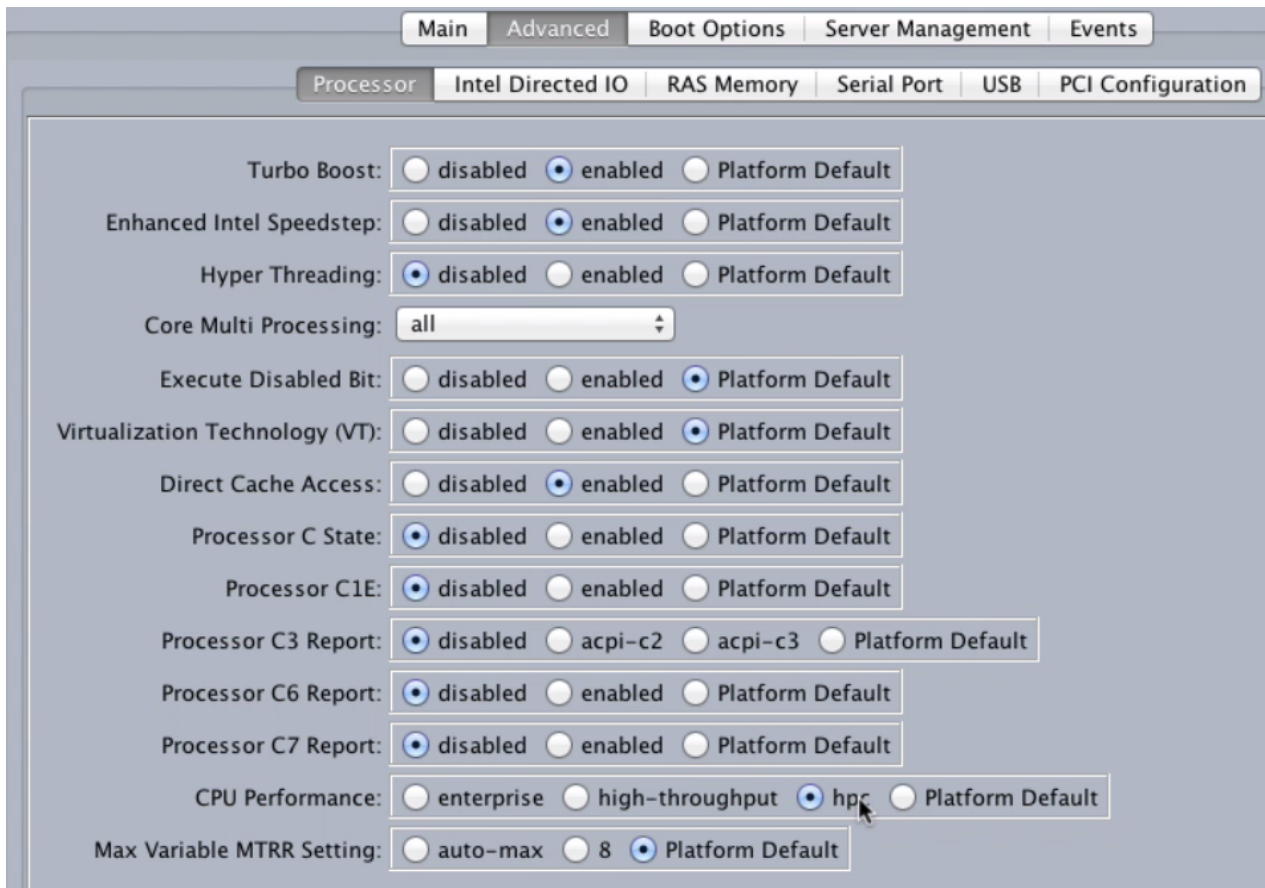 Main Advanced Boot Options Server Management Events
Processor Intel Directed IO RAS Memory Serial Port USB PCI Configuration
Turbo Boost: disabled enabled Platform Default
Enhanced Intel Speedstep: disabled enabled Platform Default
Hyper Threading: disabled enabled Platform Default
Core Multi Processing: all
Execute Disabled Bit: disabled enabled Platform Default
Virtualization Technology (VT): disabled enabled Platform Default
Direct Cache Access: disabled enabled Platform Default
Processor C State: disabled enabled Platform Default
Processor C1E: disabled enabled Platform Default
Processor C3 Report: disabled acpi-c2 acpi-c3 Platform Default
Processor C6 Report: disabled enabled Platform Default
Processor C7 Report: disabled enabled Platform Default
CPU Performance: enterprise high-throughput hpc Platform Default
Max Variable MTRR Setting: auto-max 8 Platform Default